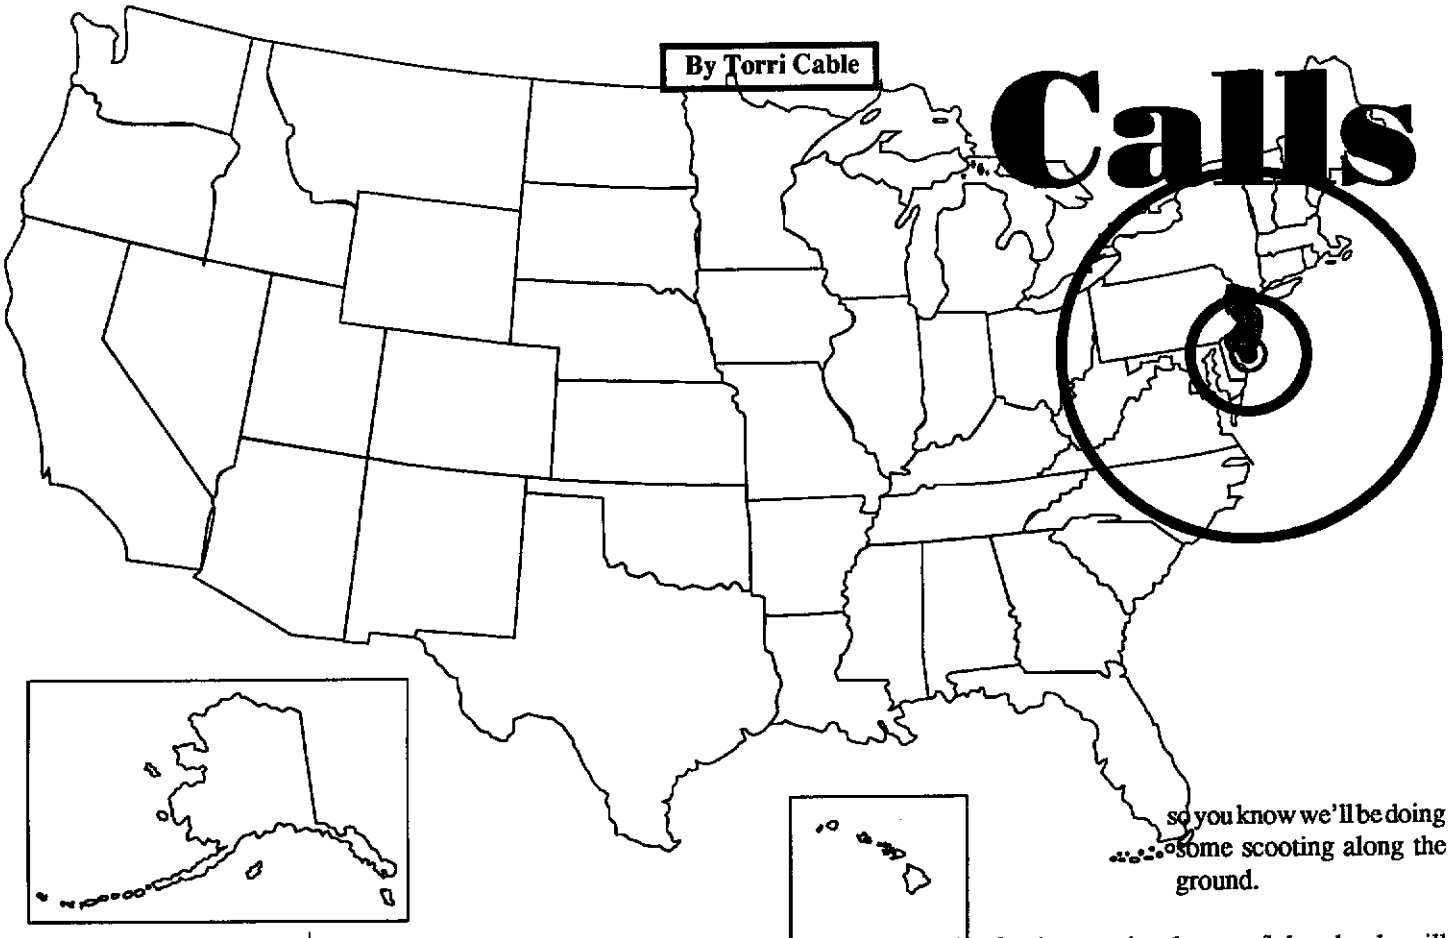 By Torri Cable
Calls
so you know we'll be doing
some scooting along the
ground.